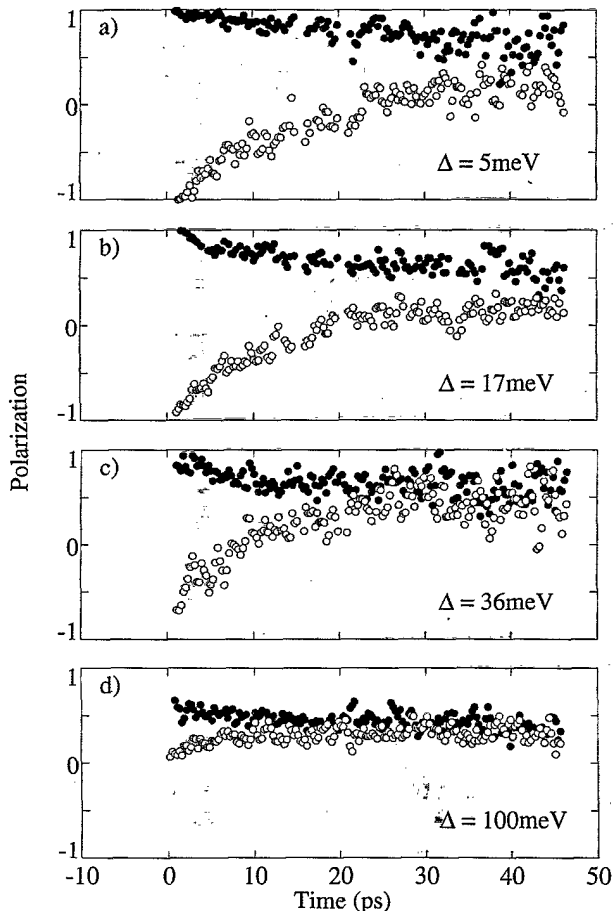 a)
1
0
-1
Δ = 5meV
b)
1
0
-1
Δ = 17meV
Polarization
c)
1
0
-1
Δ = 36meV
d)
1
0
-1
Δ = 100meV
-10 0 10 20 30 40 50
Time (ps)